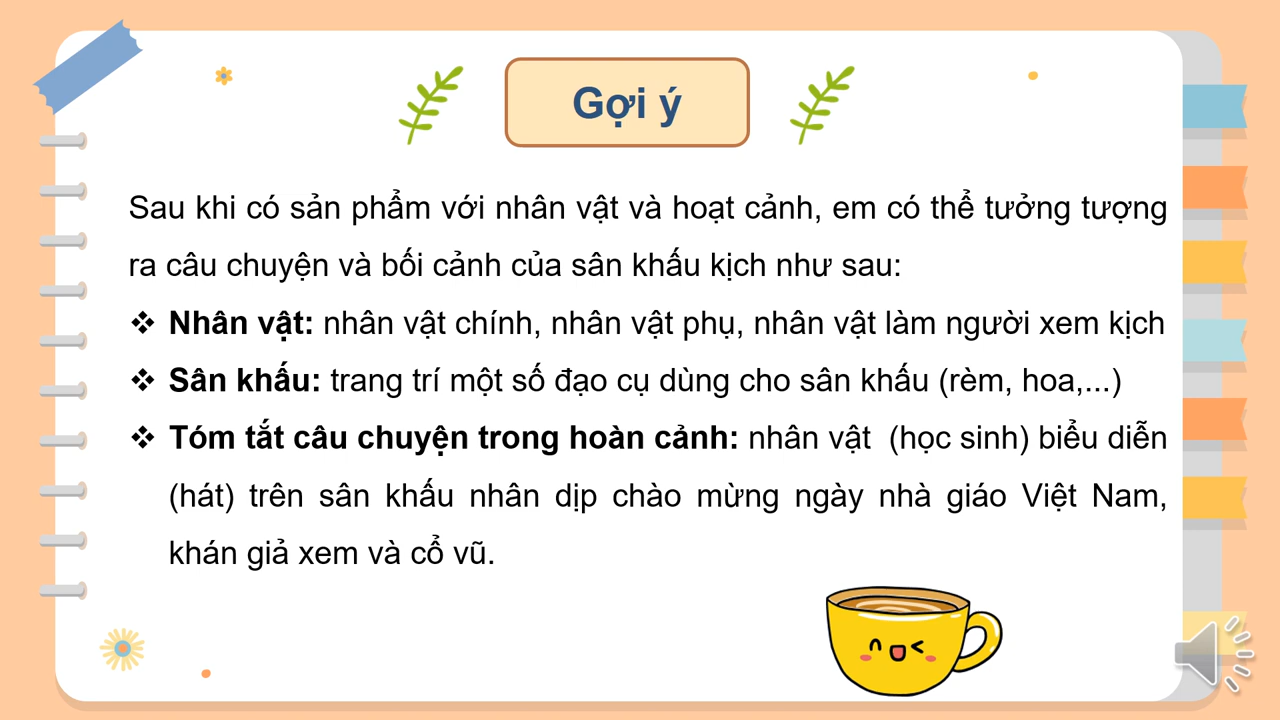 Gợi ý
Sau khi có sản phẩm với nhân vật và hoạt cảnh, em có thể tưởng tượng
ra câu chuyện và bối cảnh của sân khấu kịch như sau:
❖ Nhân vật: nhân vật chính, nhân vật phụ, nhân vật làm người xem kịch
❖ Sân khấu: trang trí một số đạo cụ dùng cho sân khấu (rèm, hoa,...)
❖ Tóm tắt câu chuyện trong hoàn cảnh: nhân vật (học sinh) biểu diễn
(hát) trên sân khấu nhân dịp chào mừng ngày nhà giáo Việt Nam,
khán giả xem và cổ vũ.